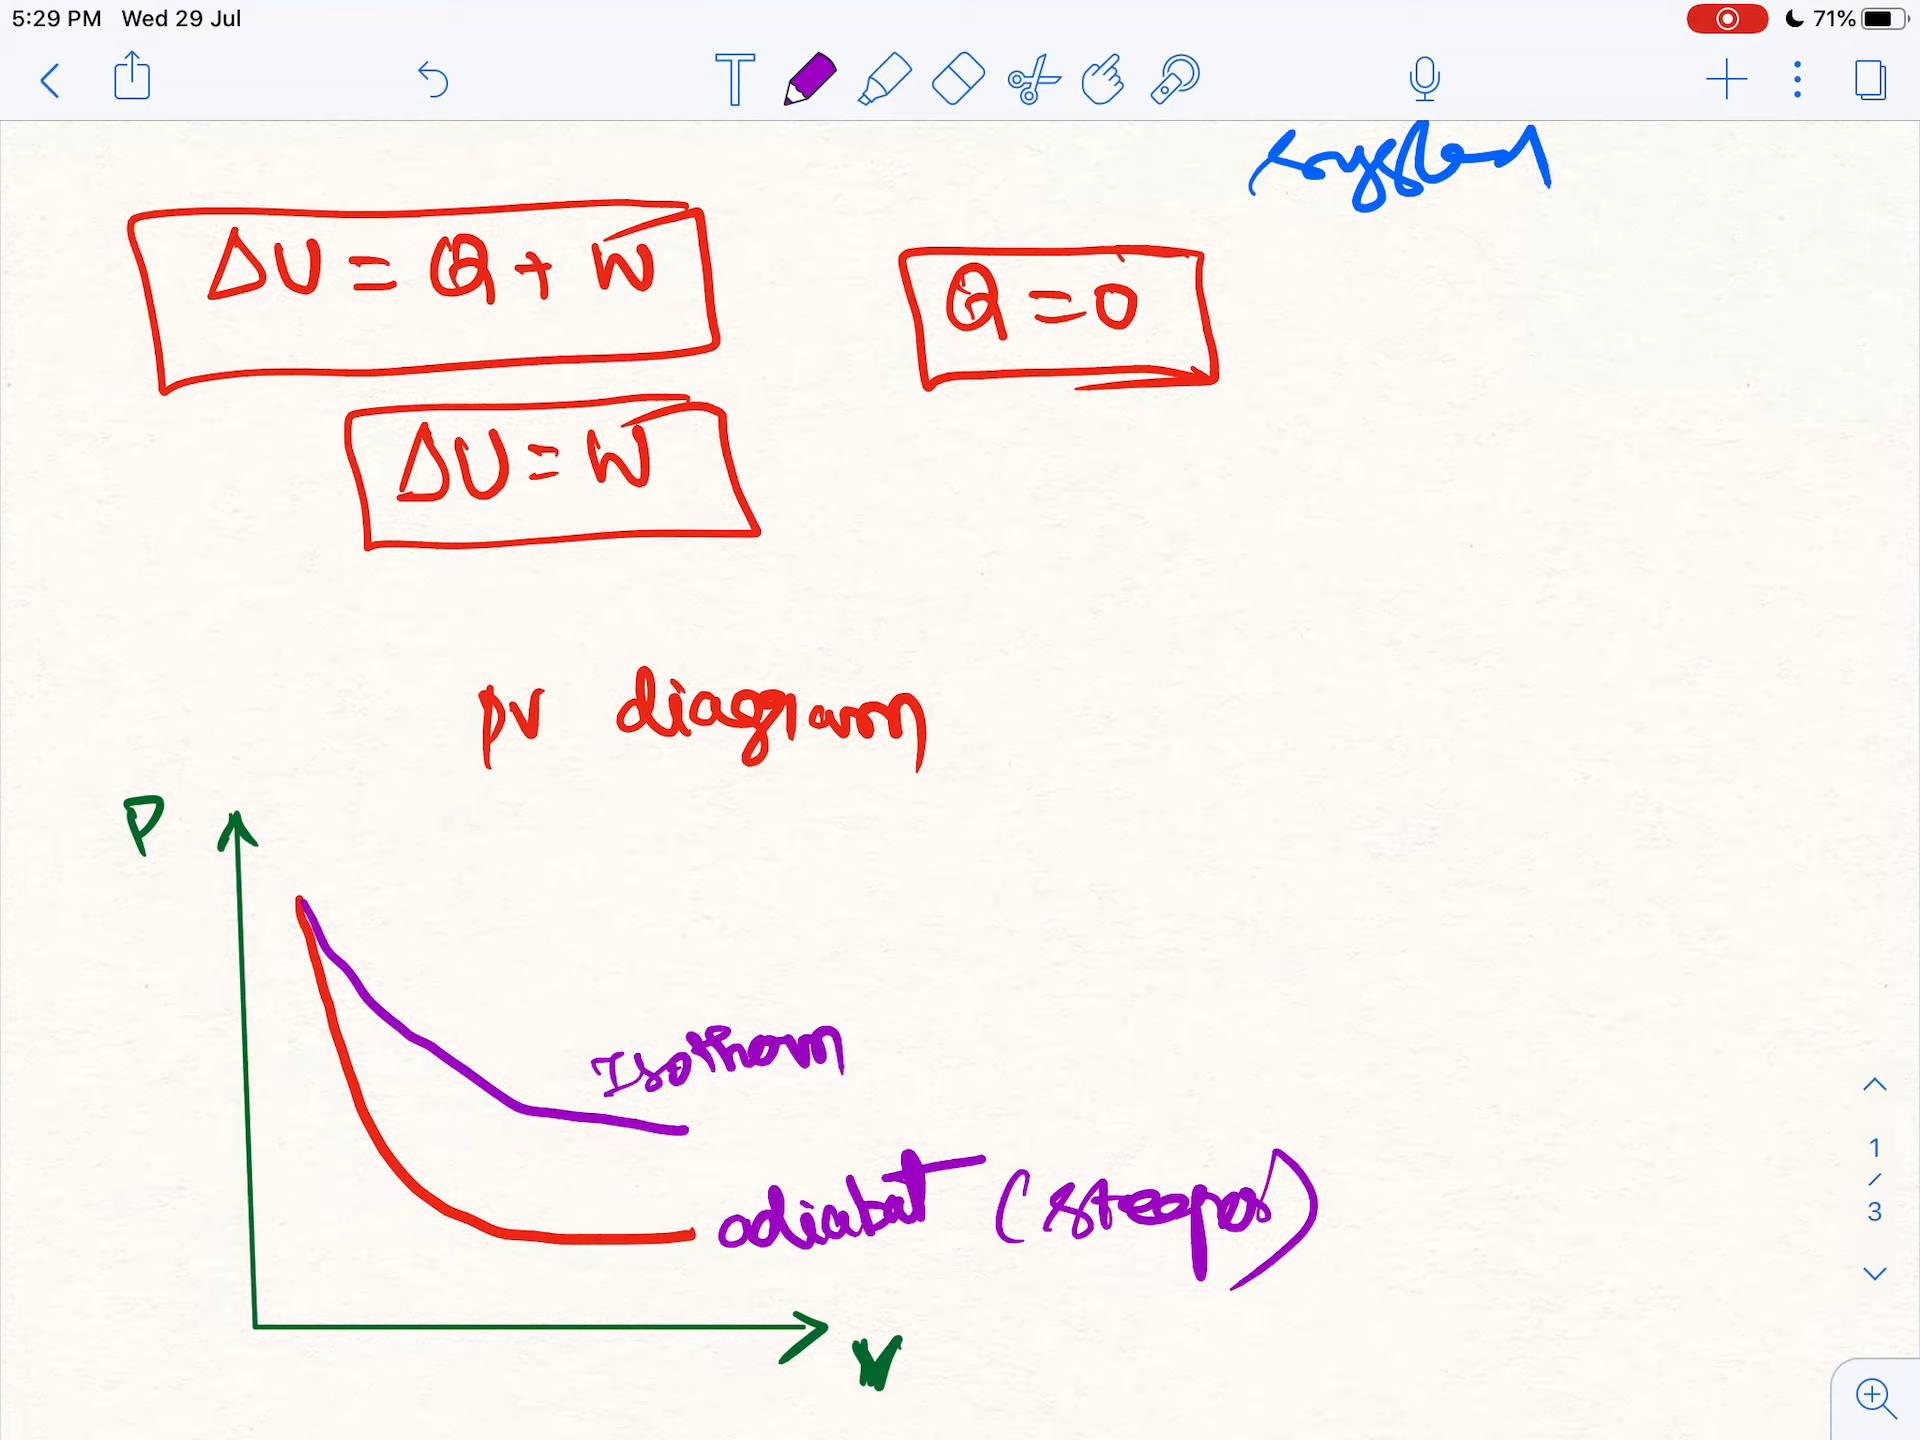 5:29 PM Wed 29 Jul
71%
ΔU = Q + W
Q = 0
ΔU = W
PV diagram
P
Isotherm
adiabat (steeper)
V
1
/
3